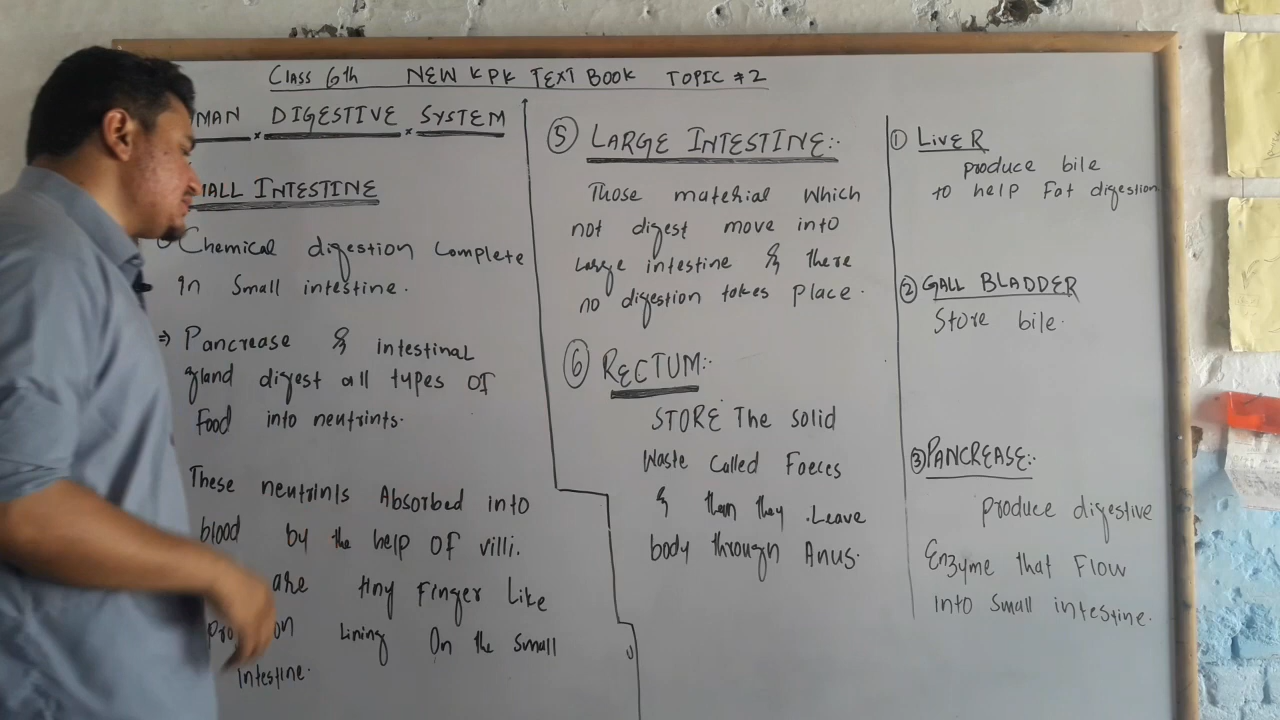 Class 6th NEW KPK TEXT BOOK TOPIC # 2
MAN DIGESTIVE SYSTEM
MALL INTESTINE
Chemical digestion complete
in Small intestine.
⇒ Pancrease & intestinal
gland digest all types of
Food into neutrints.
These neutrints Absorbed into
blood by the help of villi.
are tiny Finger Like
on Lining On the small
Intestine.
⑤ LARGE INTESTINE:-
Those material which
not digest move into
Large intestine & there
no digestion takes place.
⑥ RECTUM:-
STORE The solid
Waste Called Foeces
& then they Leave
body through Anus.
① LIVER
produce bile
to help Fat digestion
② GALL BLADDER
Store bile.
③ PANCREASE:-
produce digestive
Enzyme that Flow
into small intestine.